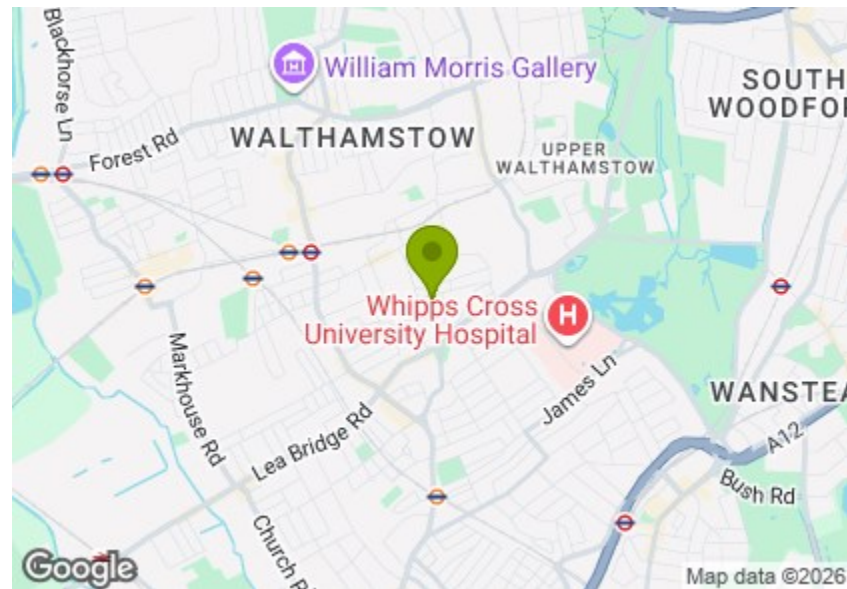 Blackhorse Ln
William Morris Gallery
SOUTH
WOODFO
WALTHAMSTOW
Forest Rd
UPPER
WALTHAMSTOW
Whipps Cross
University Hospital
H
Markhouse Rd
James Ln
WANSTEA
Lea Bridge Rd
A12
Bush Rd
Church R
Google
Map data ©2026